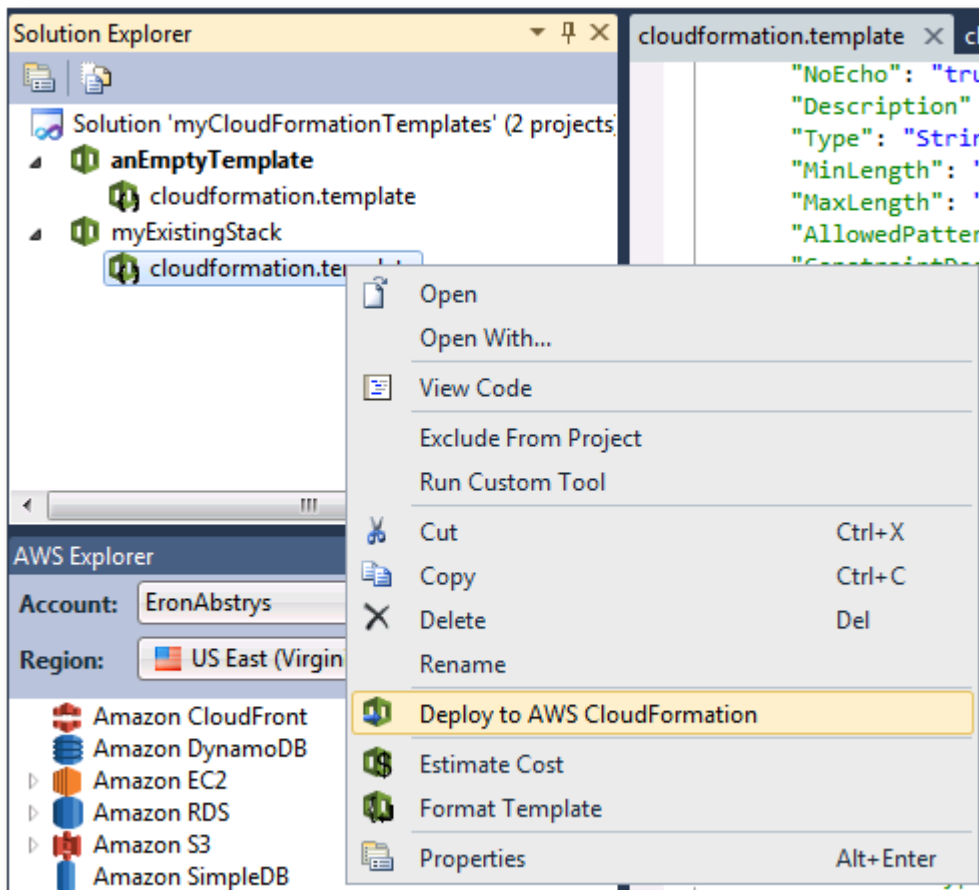 Solution Explorer
Solution 'myCloudFormationTemplates' (2 projects
anEmptyTemplate
cloudformation.template
myExistingStack
cloudformation.template
cloudformation.template
"NoEcho": "tru
"Description"
"Type": "Strin
"MinLength": "
"MaxLength": "
"AllowedPatter
Open
Open With...
View Code
Exclude From Project
Run Custom Tool
Cut Ctrl+X
Copy Ctrl+C
Delete Del
Rename
Deploy to AWS CloudFormation
Estimate Cost
Format Template
Properties Alt+Enter
AWS Explorer
Account: EronAbstrys
Region: US East (Virgin
Amazon CloudFront
Amazon DynamoDB
Amazon EC2
Amazon RDS
Amazon S3
Amazon SimpleDB